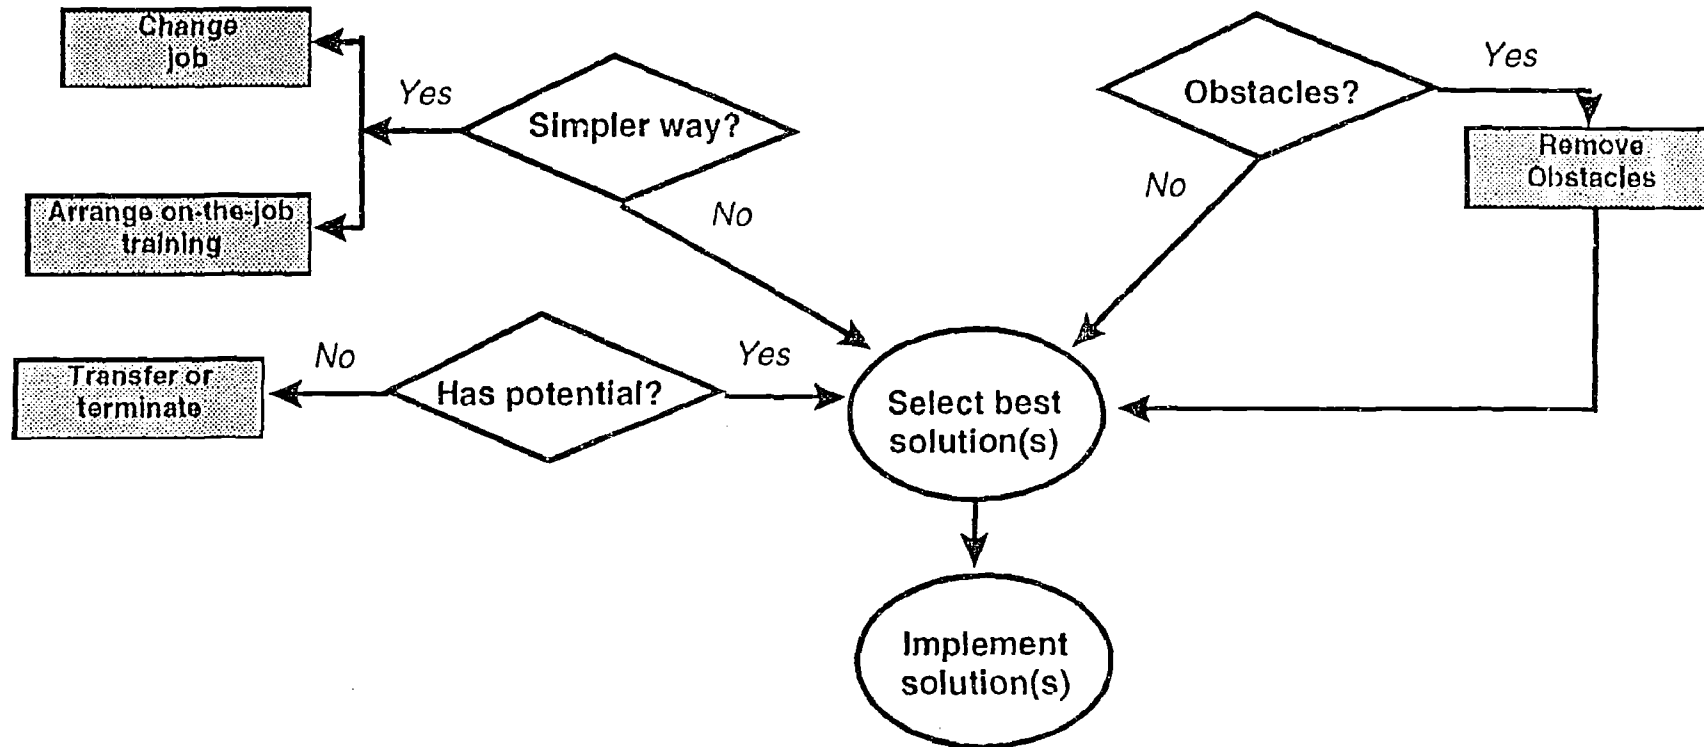 Change
job
Yes
Simpler way?
No
Arrange on-the-job
training
Obstacles?
Yes
No
Remove
Obstacles
Transfer or
terminate
No
Has potential?
Yes
Select best
solution(s)
Implement
solution(s)